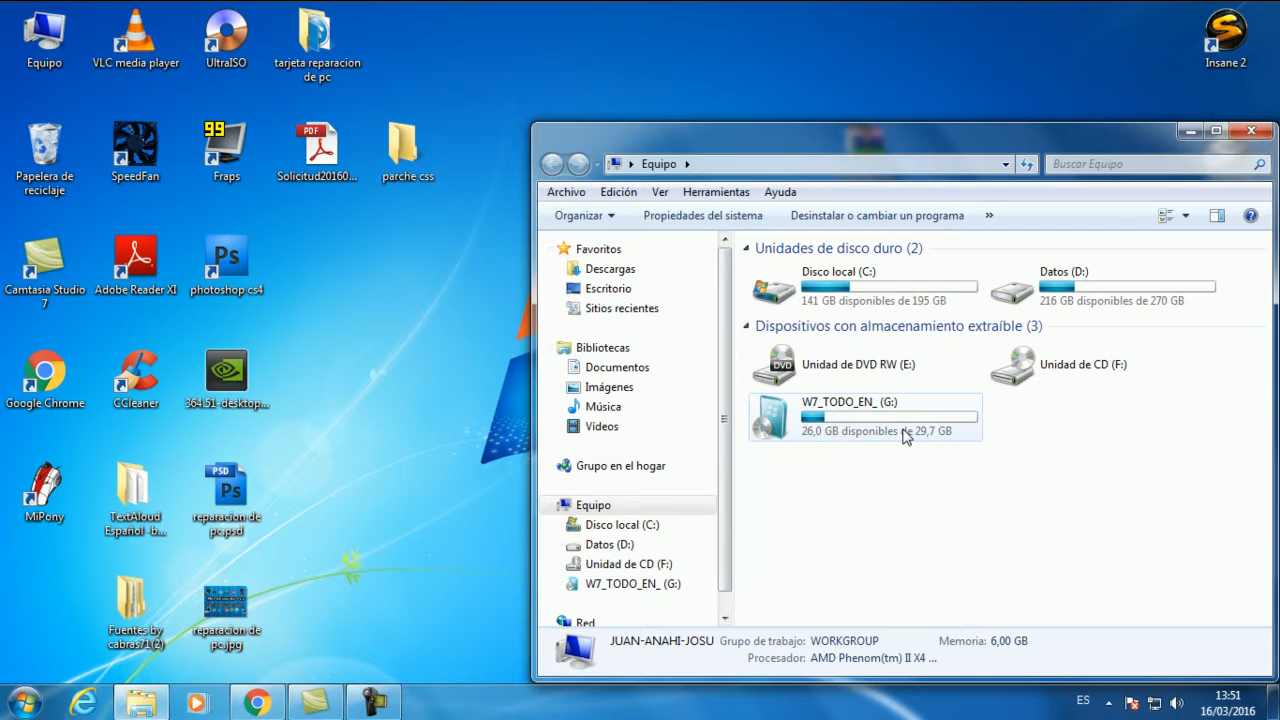 Equipo
VLC media player
UltraISO
tarjeta reparacion
de pc
Insane 2
Papelera de
reciclaje
SpeedFan
99
Fraps
PDF
Solicitud20160...
parche css
Camtasia Studio
7
Adobe Reader XI
Ps
photoshop cs4
Google Chrome
CCleaner
364.51-desktop...
MiPony
TextAloud
Español -b...
PSD
Ps
reparacion de
pc.psd
Fuentes by
cabras71(2)
reparacion de
pc.jpg
Equipo
Buscar Equipo
Archivo
Edición
Ver
Herramientas
Ayuda
Organizar
Propiedades del sistema
Desinstalar o cambiar un programa
»
Favoritos
Descargas
Escritorio
Sitios recientes
Bibliotecas
Documentos
Imágenes
Música
Vídeos
Grupo en el hogar
Equipo
Disco local (C:)
Datos (D:)
Unidad de CD (F:)
W7_TODO_EN_ (G:)
Red
Unidades de disco duro (2)
Disco local (C:)
141 GB disponibles de 195 GB
Datos (D:)
216 GB disponibles de 270 GB
Dispositivos con almacenamiento extraíble (3)
DVD
Unidad de DVD RW (E:)
Unidad de CD (F:)
W7_TODO_EN_ (G:)
26,0 GB disponibles de 29,7 GB
JUAN-ANAHI-JOSU
Grupo de trabajo: WORKGROUP
Memoria: 6,00 GB
Procesador: AMD Phenom(tm) II X4 ...
ES
13:51
16/03/2016